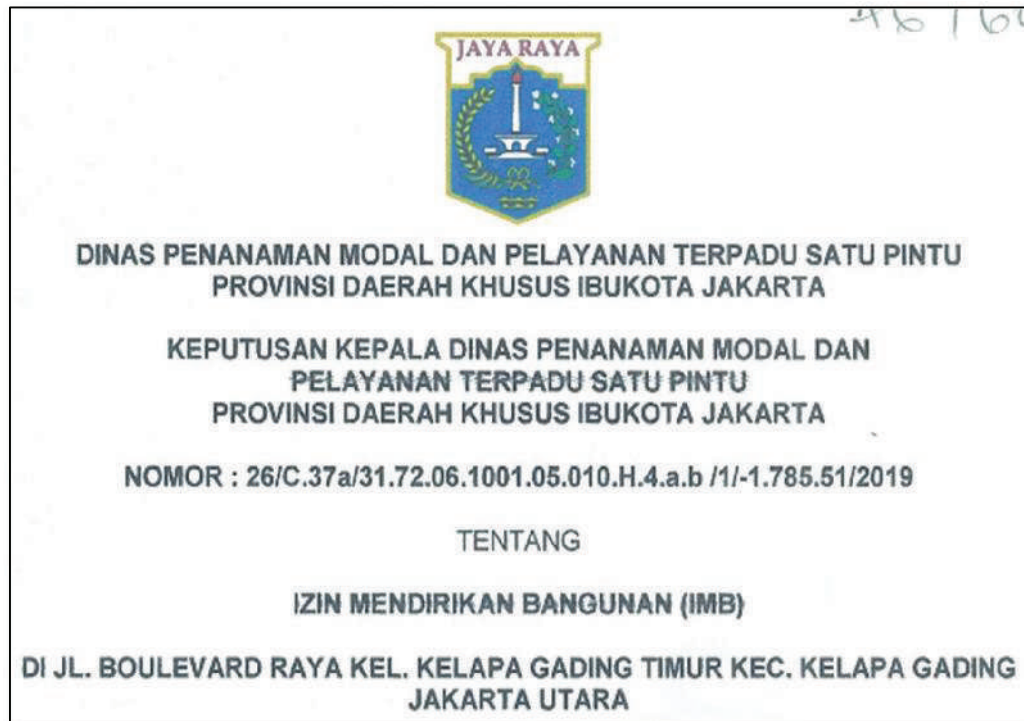 JAYA RAYA
DINAS PENANAMAN MODAL DAN PELAYANAN TERPADU SATU PINTU
PROVINSI DAERAH KHUSUS IBUKOTA JAKARTA
KEPUTUSAN KEPALA DINAS PENANAMAN MODAL DAN
PELAYANAN TERPADU SATU PINTU
PROVINSI DAERAH KHUSUS IBUKOTA JAKARTA
NOMOR : 26/C.37a/31.72.06.1001.05.010.H.4.a.b /1/-1.785.51/2019
TENTANG
IZIN MENDIRIKAN BANGUNAN (IMB)
DI JL. BOULEVARD RAYA KEL. KELAPA GADING TIMUR KEC. KELAPA GADING
JAKARTA UTARA